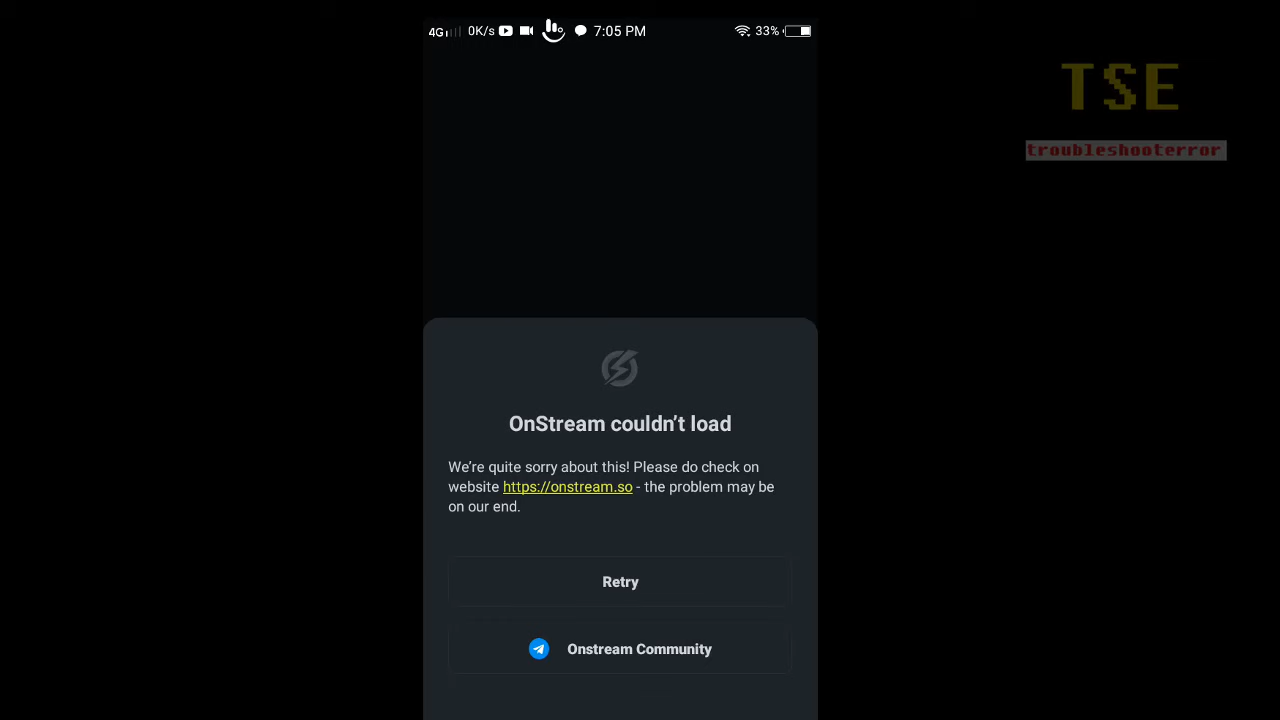 4G 0K/s 7:05 PM 33%
TSE
troubleshooterror
OnStream couldn't load
We're quite sorry about this! Please do check on
website https://onstream.so - the problem may be
on our end.
Retry
Onstream Community